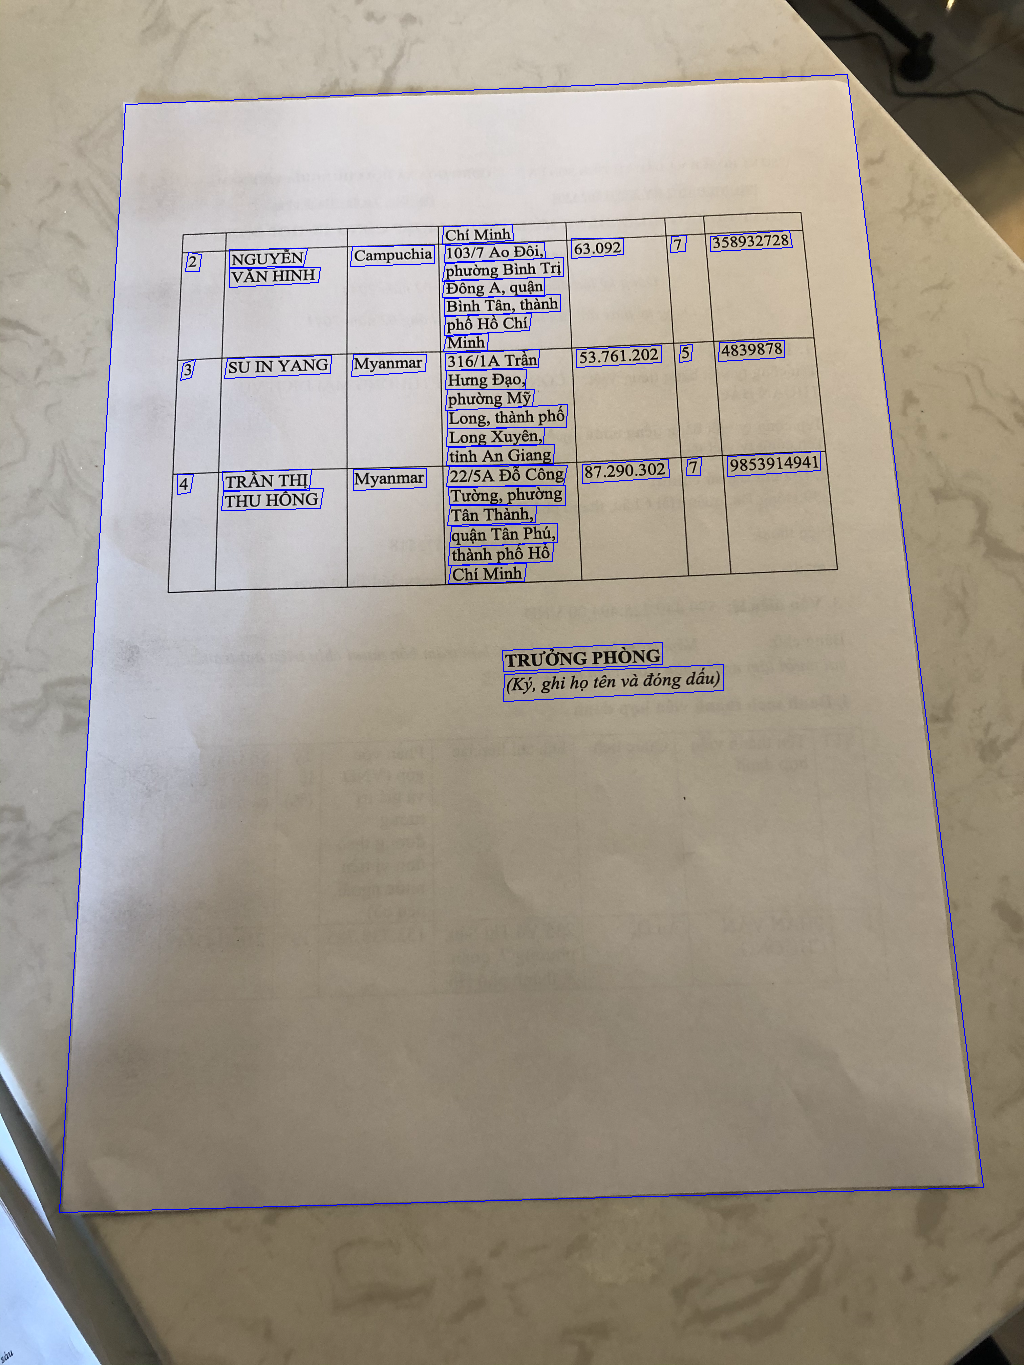 Chí Minh
2 NGUYỄN Campuchia 103/7 Ao Đôi, 63.092 7 358932728
VĂN HINH phường Bình Trị
Đông A, quận
Bình Tân, thành
phố Hồ Chí
Minh
3 SU IN YANG Myanmar 316/1A Trần 53.761.202 5 4839878
Hưng Đạo,
phường Mỹ
Long, thành phố
Long Xuyên,
tỉnh An Giang
4 TRẦN THỊ Myanmar 22/5A Đỗ Công 87.290.302 7 9853914941
THU HỒNG Tường, phường
Tân Thành,
quận Tân Phú,
thành phố Hồ
Chí Minh
TRƯỞNG PHÒNG
(Ký, ghi họ tên và đóng dấu)
sáu